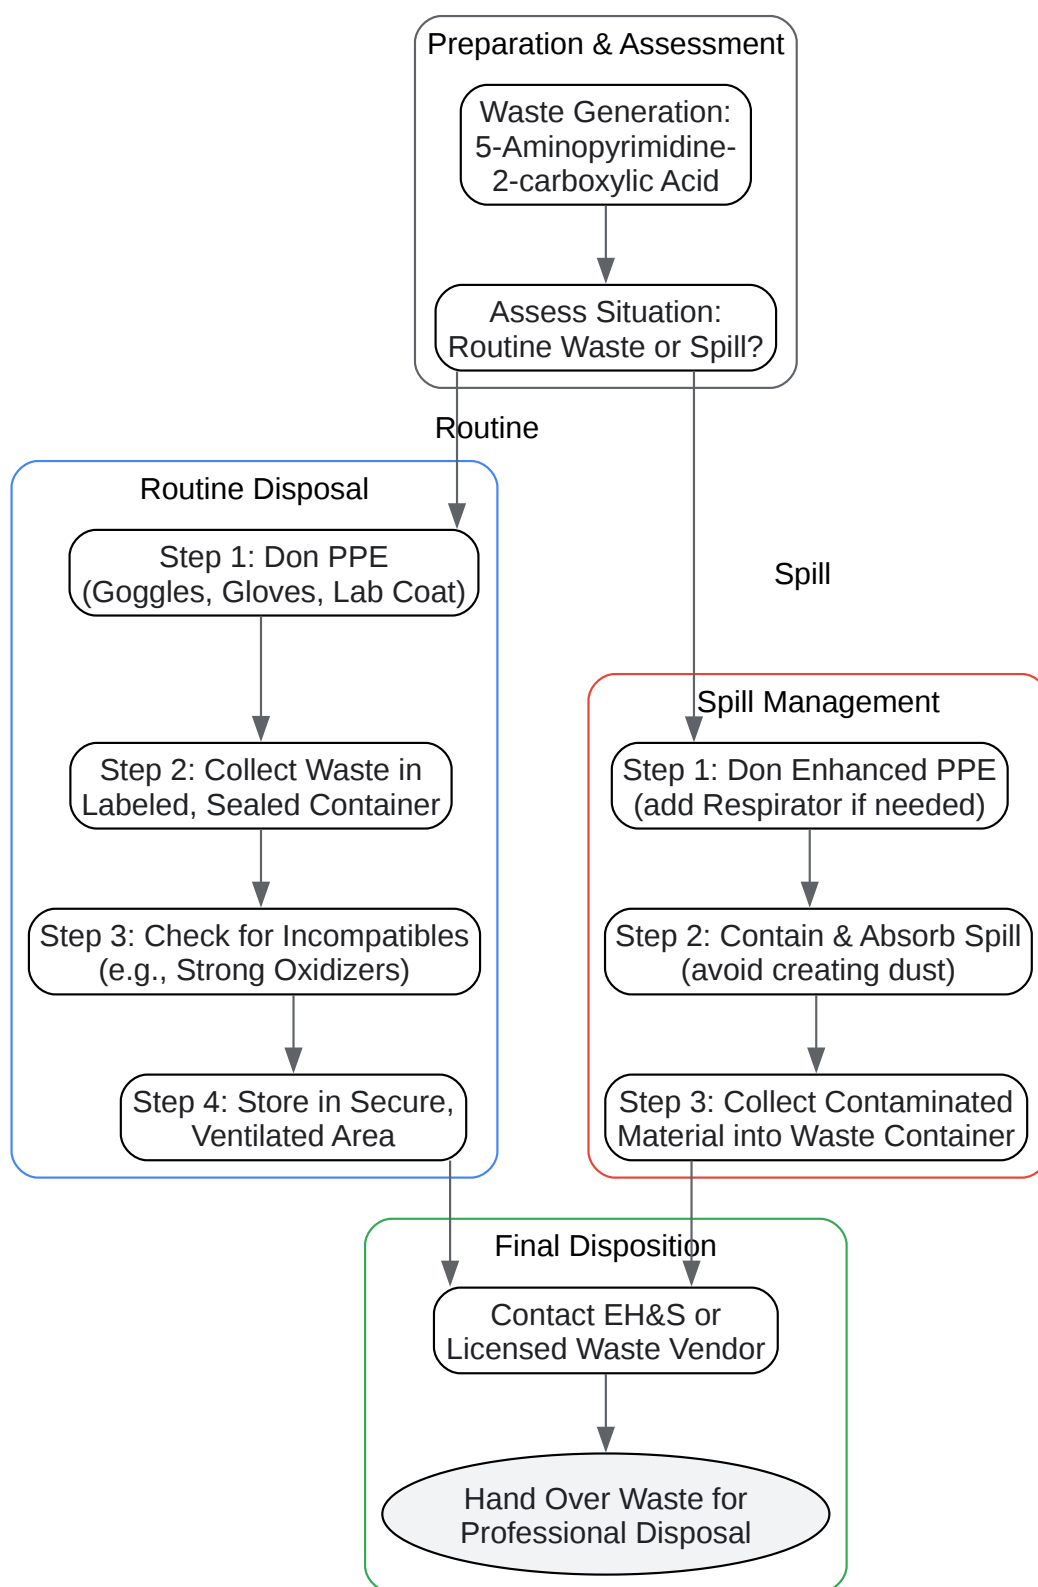 Preparation & Assessment
Waste Generation:
5-Aminopyrimidine-
2-carboxylic Acid
Assess Situation:
Routine Waste or Spill?
Routine
Routine Disposal
Step 1: Don PPE
(Goggles, Gloves, Lab Coat)
Step 2: Collect Waste in
Labeled, Sealed Container
Step 3: Check for Incompatibles
(e.g., Strong Oxidizers)
Step 4: Store in Secure,
Ventilated Area
Spill
Spill Management
Step 1: Don Enhanced PPE
(add Respirator if needed)
Step 2: Contain & Absorb Spill
(avoid creating dust)
Step 3: Collect Contaminated
Material into Waste Container
Final Disposition
Contact EH&S or
Licensed Waste Vendor
Hand Over Waste for
Professional Disposal